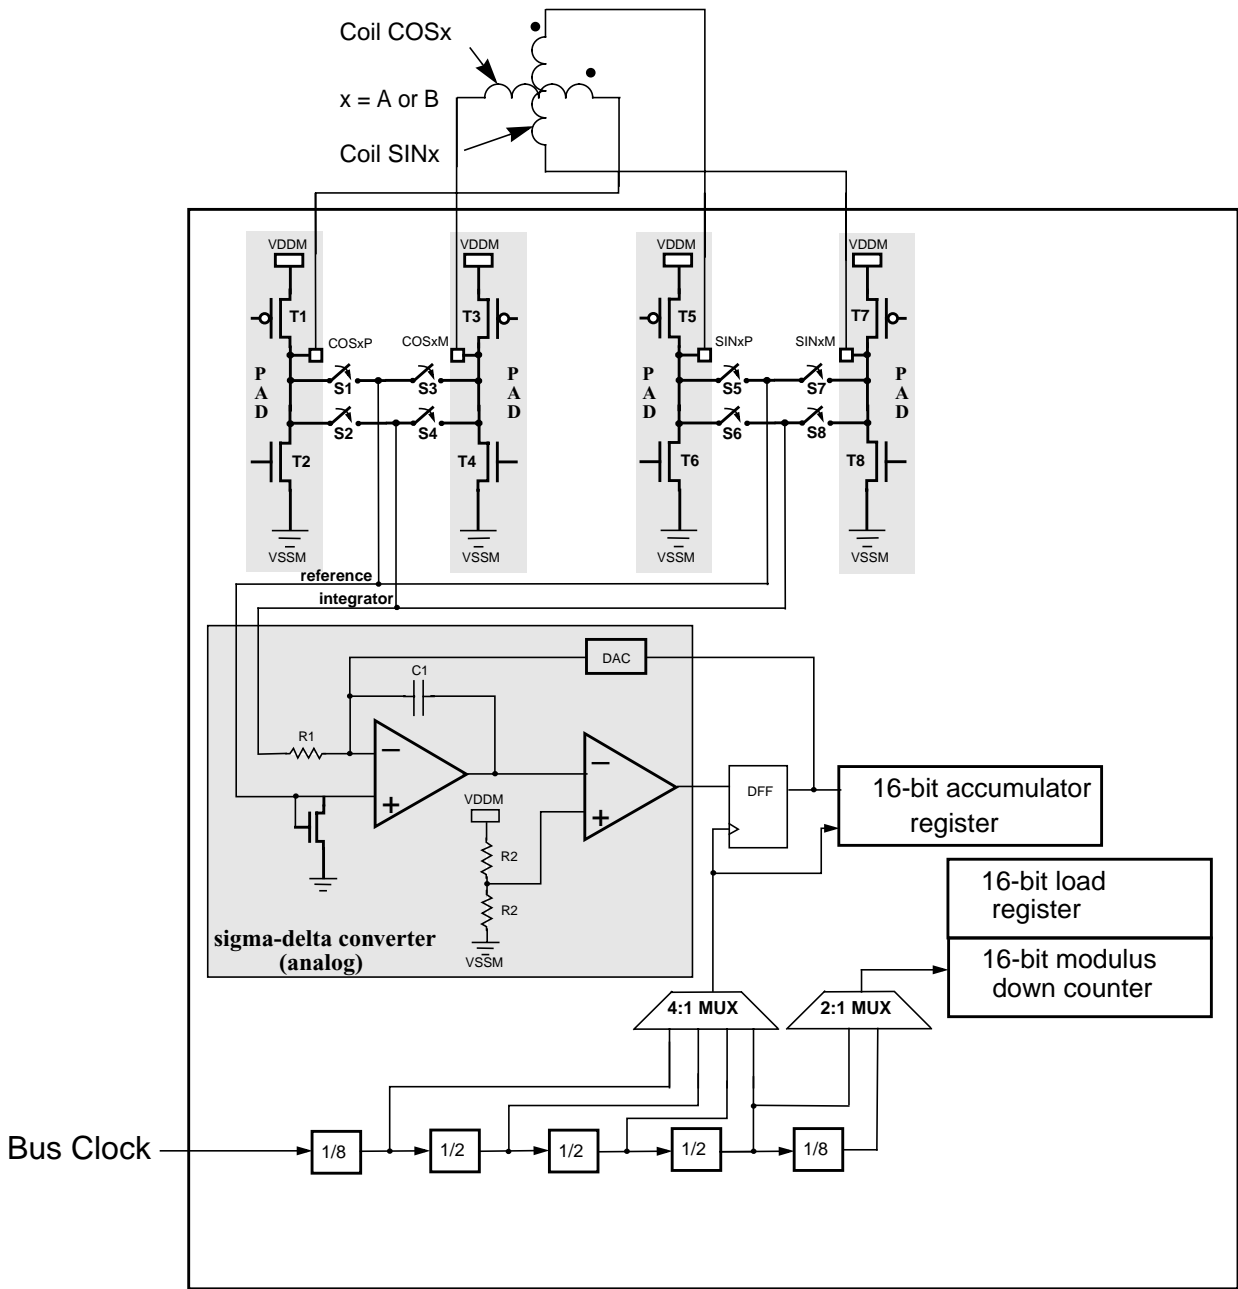 Coil COSx
x = A or B
Coil SINx
VDDM
VDDM
VDDM
VDDM
T1
T3
T5
T7
COSxP
COSxM
SINxP
SINxM
P
A
D
S1
S3
P
A
D
P
A
D
S5
S7
P
A
D
S2
S4
S6
S8
T2
T4
T6
T8
VSSM
VSSM
VSSM
VSSM
reference
integrator
DAC
C1
R1
VDDM
R2
R2
VSSM
DFF
sigma-delta converter
(analog)
16-bit accumulator
register
16-bit load
register
16-bit modulus
down counter
4:1 MUX
2:1 MUX
Bus Clock
1/8
1/2
1/2
1/2
1/8